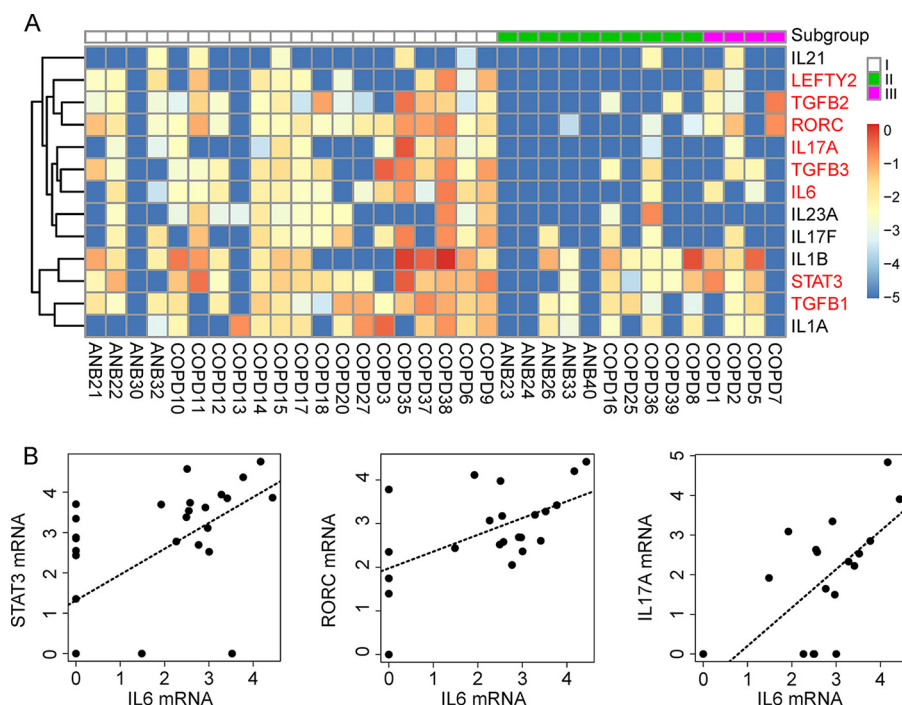 A
Subgroup
IL21
LEFTY2
TGFB2
RORC
IL17A
TGFB3
IL6
IL23A
IL17F
IL1B
STAT3
TGFB1
IL1A
I
II
III
0
−1
−2
−3
−4
−5
ANB21
ANB22
ANB30
ANB32
COPD10
COPD11
COPD12
COPD13
COPD14
COPD15
COPD17
COPD18
COPD20
COPD27
COPD3
COPD35
COPD37
COPD38
COPD6
COPD9
ANB23
ANB24
ANB26
ANB33
ANB40
COPD16
COPD25
COPD36
COPD39
COPD8
COPD1
COPD2
COPD5
COPD7
B
STAT3 mRNA
4
3
2
1
0
0 1 2 3 4
IL6 mRNA
RORC mRNA
4
3
2
1
0
0 1 2 3 4
IL6 mRNA
IL17A mRNA
5
4
3
2
1
0
0 1 2 3 4
IL6 mRNA